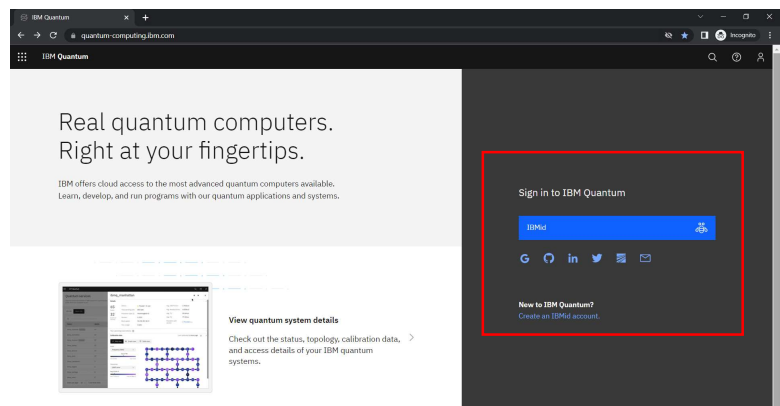 IBM Quantum
quantum-computing.ibm.com
Incognito
IBM Quantum
Real quantum computers.
Right at your fingertips.
IBM offers cloud access to the most advanced quantum computers available.
Learn, develop, and run programs with our quantum applications and systems.
Sign in to IBM Quantum
IBMid
New to IBM Quantum?
Create an IBMid account.
View quantum system details
Check out the status, topology, calibration data,
and access details of your IBM quantum
systems.